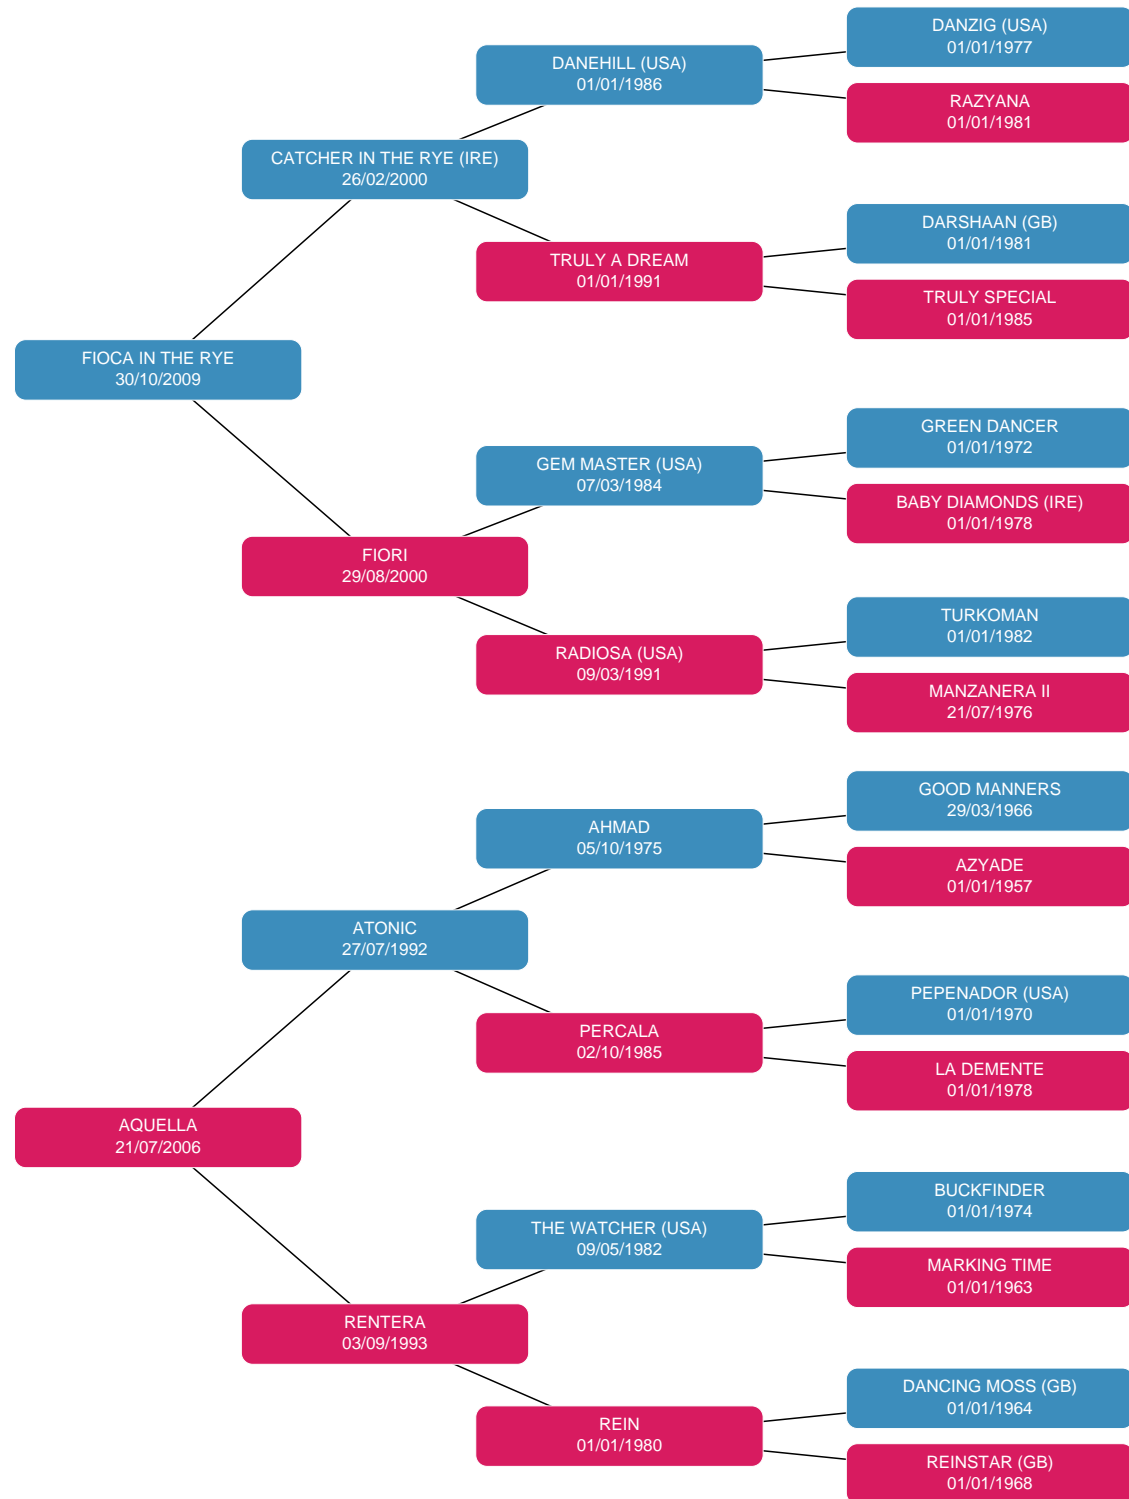 DANZIG (USA)
01/01/1977
DANEHILL (USA)
01/01/1986
RAZYANA
01/01/1981
CATCHER IN THE RYE (IRE)
26/02/2000
DARSHAAN (GB)
01/01/1981
TRULY A DREAM
01/01/1991
TRULY SPECIAL
01/01/1985
FIOCA IN THE RYE
30/10/2009
GREEN DANCER
01/01/1972
GEM MASTER (USA)
07/03/1984
BABY DIAMONDS (IRE)
01/01/1978
FIORI
29/08/2000
TURKOMAN
01/01/1982
RADIOSA (USA)
09/03/1991
MANZANERA II
21/07/1976
GOOD MANNERS
29/03/1966
AHMAD
05/10/1975
AZYADE
01/01/1957
ATONIC
27/07/1992
PEPENADOR (USA)
01/01/1970
PERCALA
02/10/1985
LA DEMENTE
01/01/1978
AQUELLA
21/07/2006
BUCKFINDER
01/01/1974
THE WATCHER (USA)
09/05/1982
MARKING TIME
01/01/1963
RENTERA
03/09/1993
DANCING MOSS (GB)
01/01/1964
REIN
01/01/1980
REINSTAR (GB)
01/01/1968